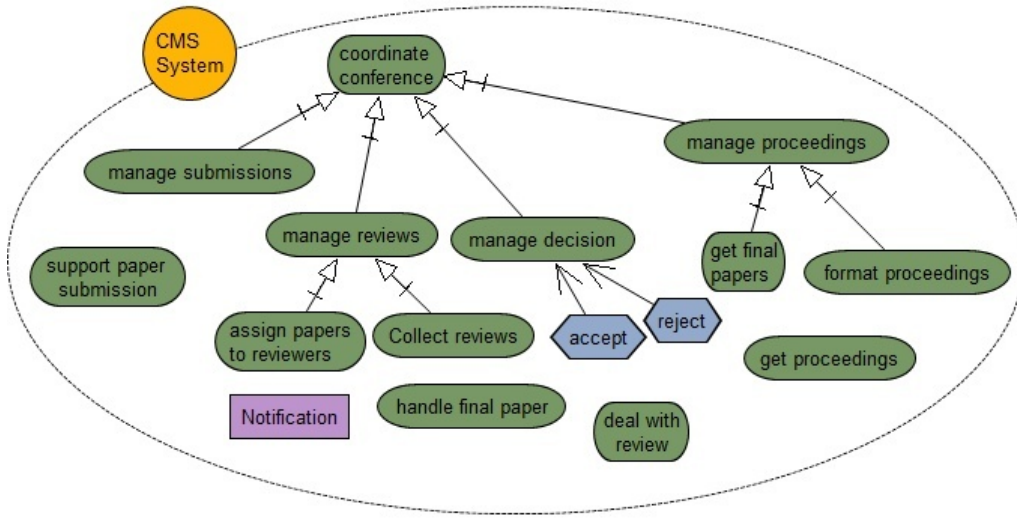 CMS
System
coordinate
conference
manage submissions
manage proceedings
manage reviews
manage decision
get final
papers
format proceedings
support paper
submission
assign papers
to reviewers
Collect reviews
accept
reject
get proceedings
Notification
handle final paper
deal with
review